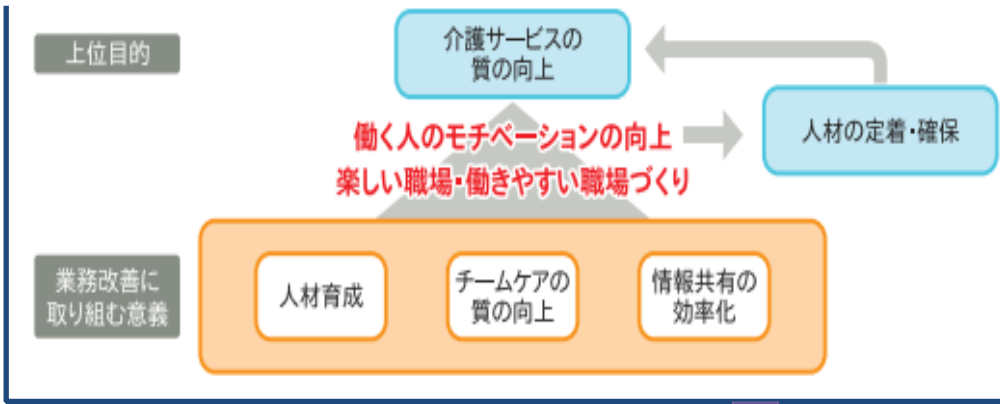 上位目的
介護サービスの
質の向上
働く人のモチベーションの向上
楽しい職場・働きやすい職場づくり
人材の定着・確保
業務改善に
取り組む意義
人材育成
チームケアの
質の向上
情報共有の
効率化